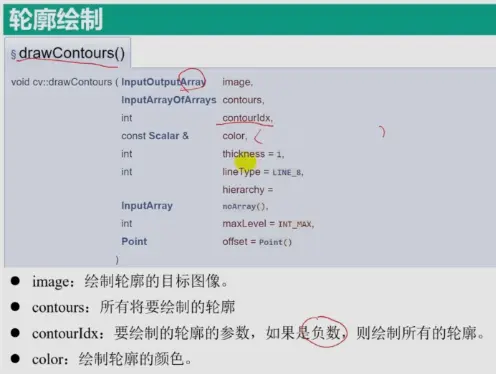 轮廓绘制
§ drawContours()
void cv::drawContours ( InputOutputArray image,
InputArrayOfArrays contours,
int contourIdx,
const Scalar & color,
int thickness = 1,
int lineType = LINE_8,
hierarchy =
InputArray noArray(),
int maxLevel = INT_MAX,
Point offset = Point()
)
● image：绘制轮廓的目标图像。
● contours：所有将要绘制的轮廓
● contourIdx：要绘制的轮廓的参数，如果是负数，则绘制所有的轮廓。
● color：绘制轮廓的颜色。